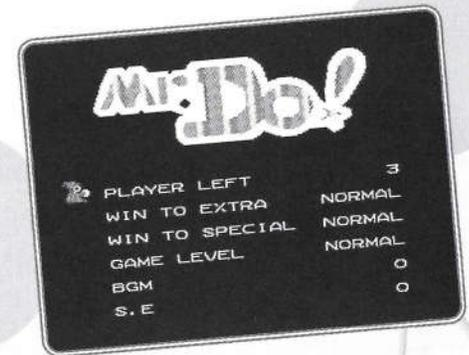 Mr. Do!
PLAYER LEFT 3
WIN TO EXTRA NORMAL
WIN TO SPECIAL NORMAL
GAME LEVEL NORMAL
BGM 0
S.E 0